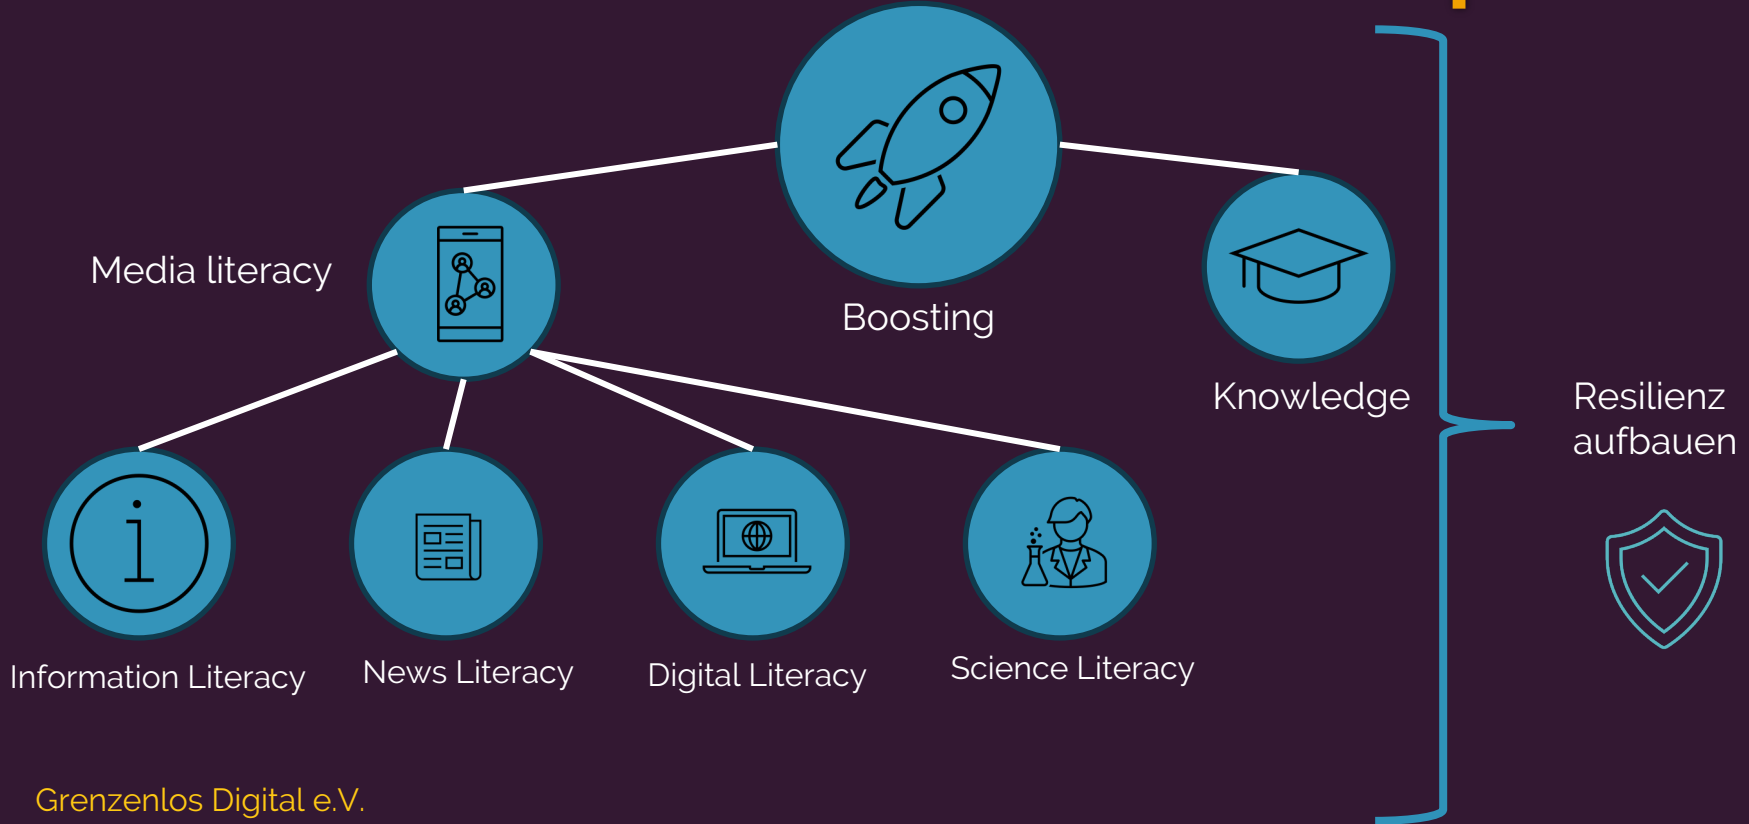 Media literacy
Boosting
Knowledge
Resilienz
aufbauen
Information Literacy
News Literacy
Digital Literacy
Science Literacy
Grenzenlos Digital e.V.